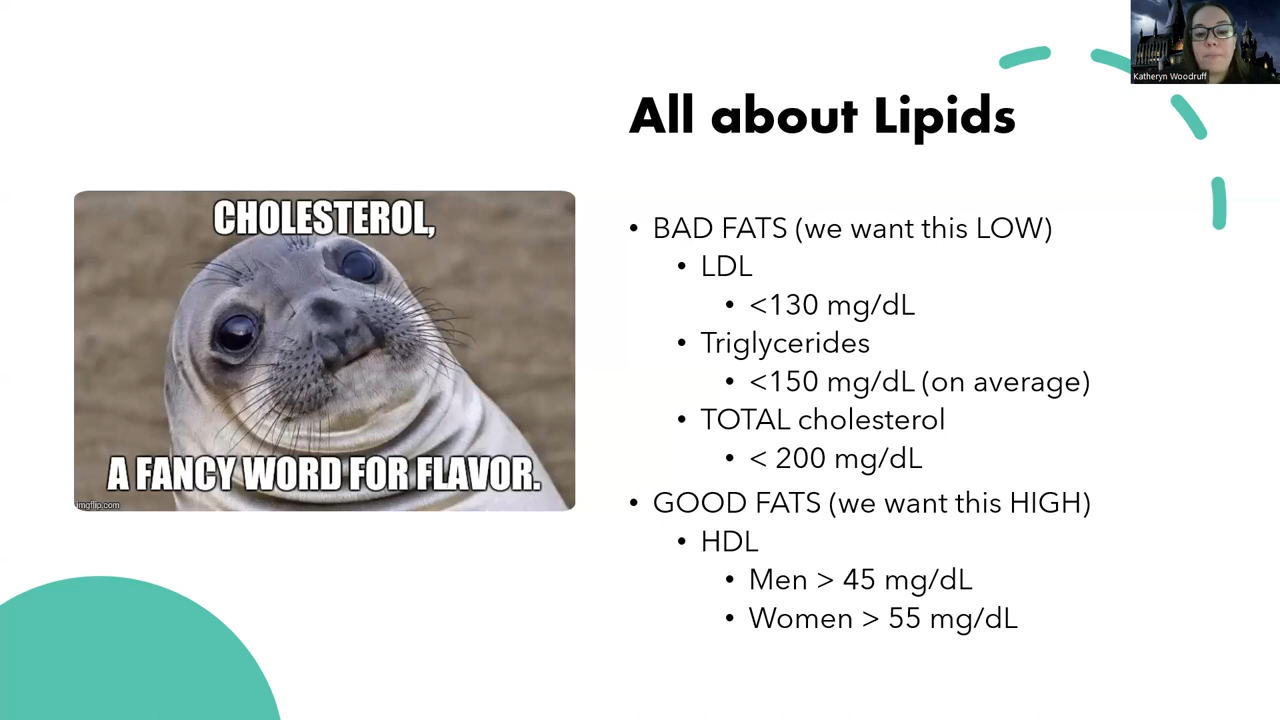 Katheryn Woodruff
All about Lipids
CHOLESTEROL,
A FANCY WORD FOR FLAVOR.
imgflip.com
• BAD FATS (we want this LOW)
• LDL
• <130 mg/dL
• Triglycerides
• <150 mg/dL (on average)
• TOTAL cholesterol
• < 200 mg/dL
• GOOD FATS (we want this HIGH)
• HDL
• Men > 45 mg/dL
• Women > 55 mg/dL